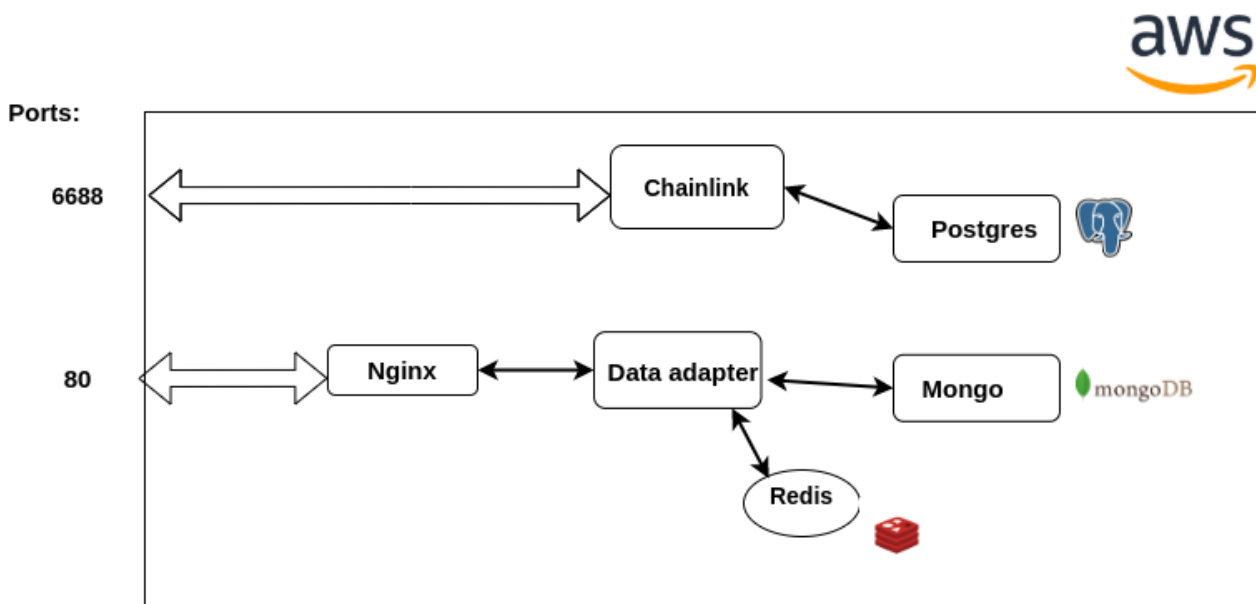 aws
Ports:
6688
Chainlink
Postgres
80
Nginx
Data adapter
Mongo
mongoDB
Redis